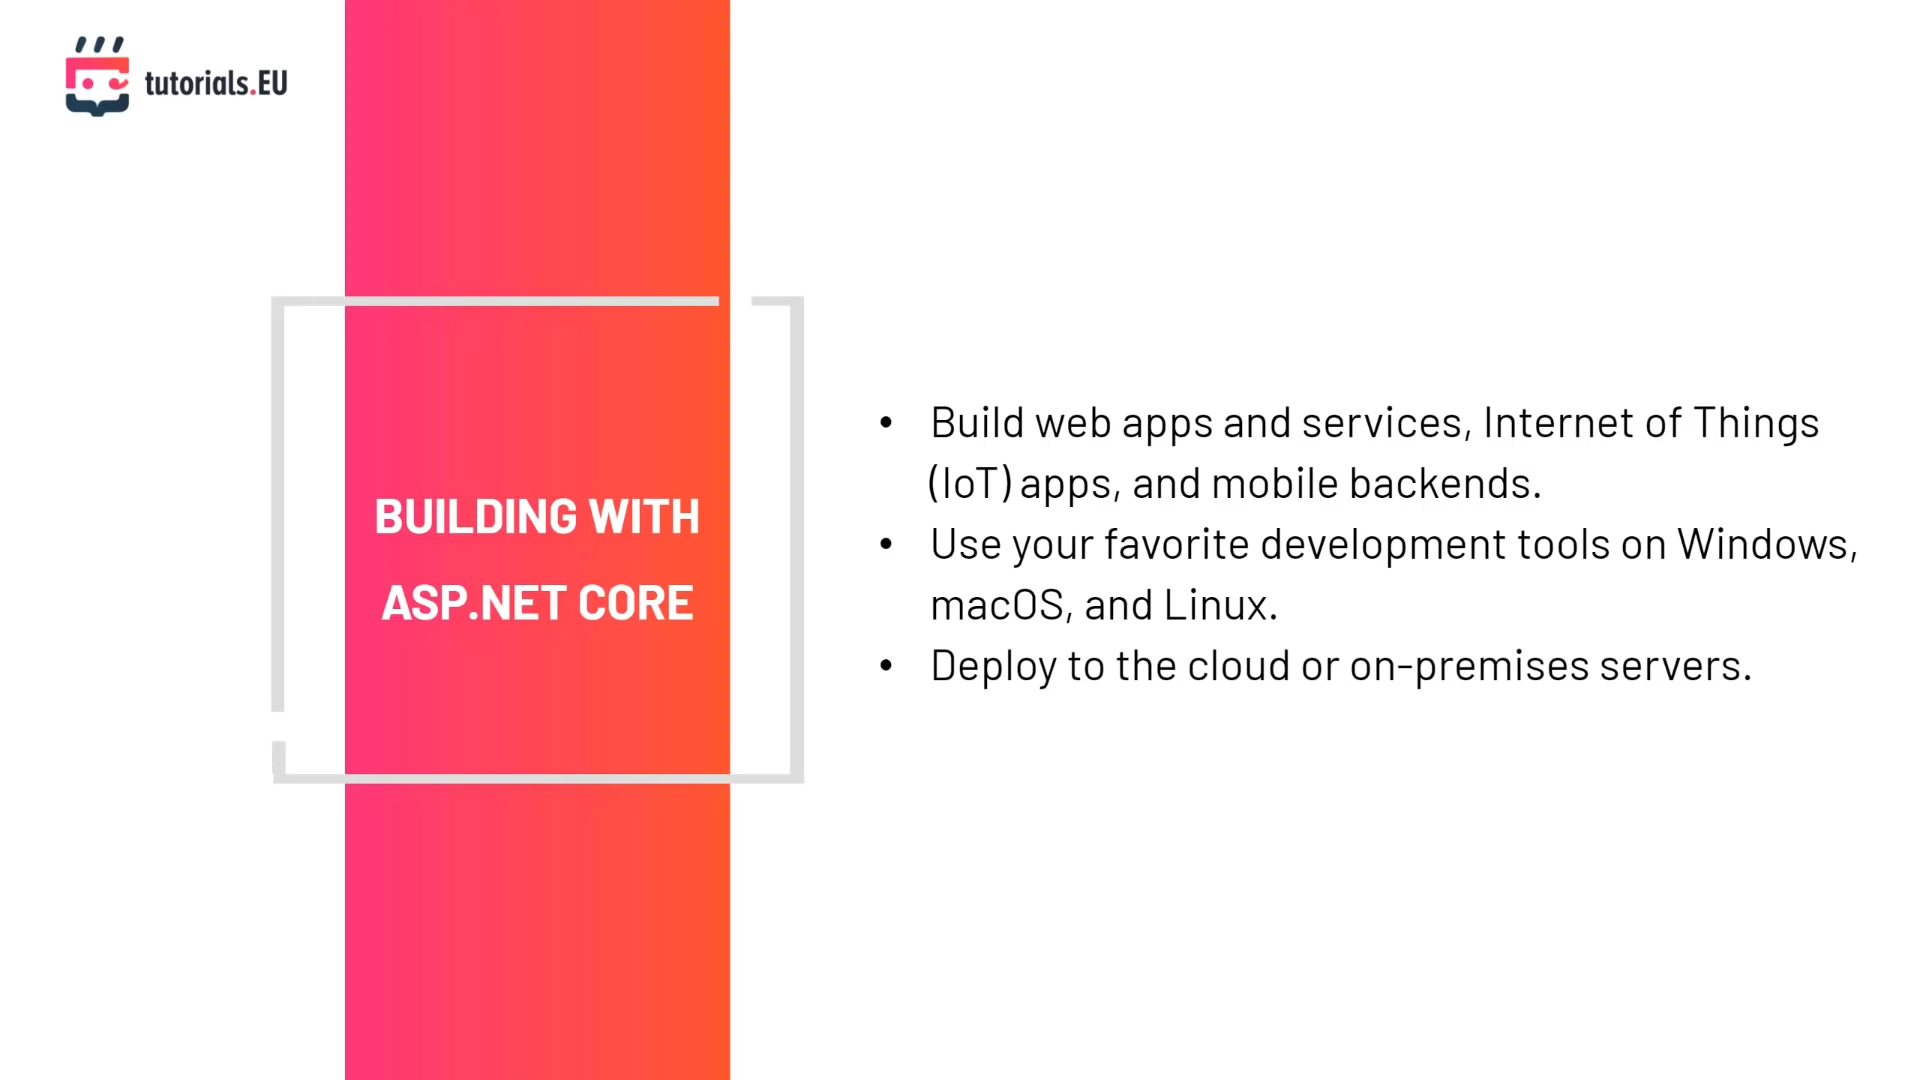 tutorials.EU
BUILDING WITH
ASP.NET CORE
• Build web apps and services, Internet of Things
(IoT) apps, and mobile backends.
• Use your favorite development tools on Windows,
macOS, and Linux.
• Deploy to the cloud or on-premises servers.